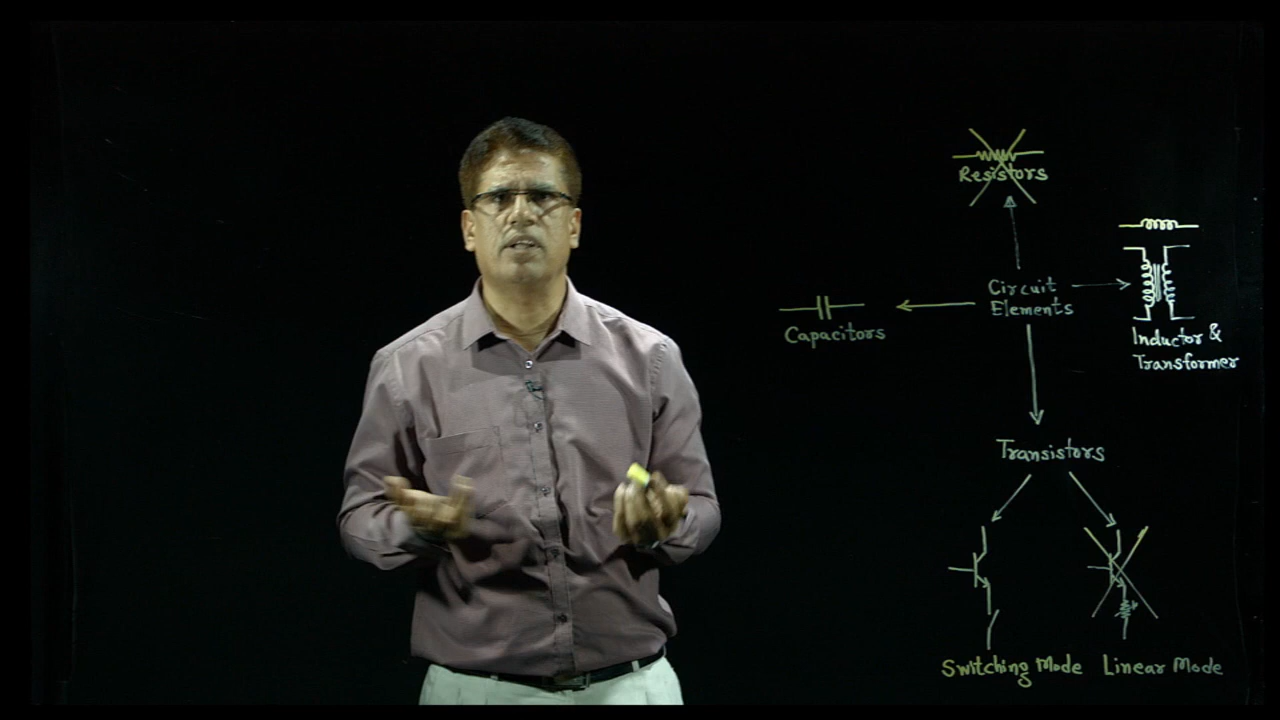 Resistors
Circuit
Elements
Capacitors
Inductor &
Transformer
Transistors
Switching Mode
Linear Mode